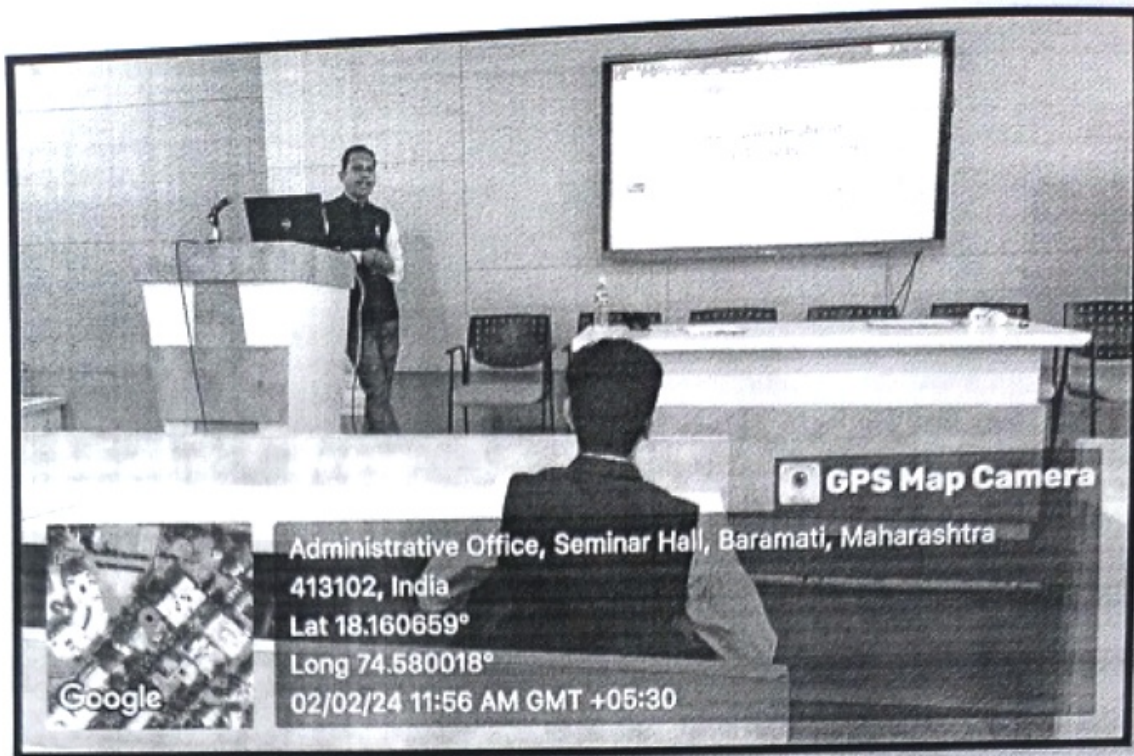 GPS Map Camera
Administrative Office, Seminar Hall, Baramati, Maharashtra
413102, India
Lat 18.160659°
Long 74.580018°
02/02/24 11:56 AM GMT +05:30
Google